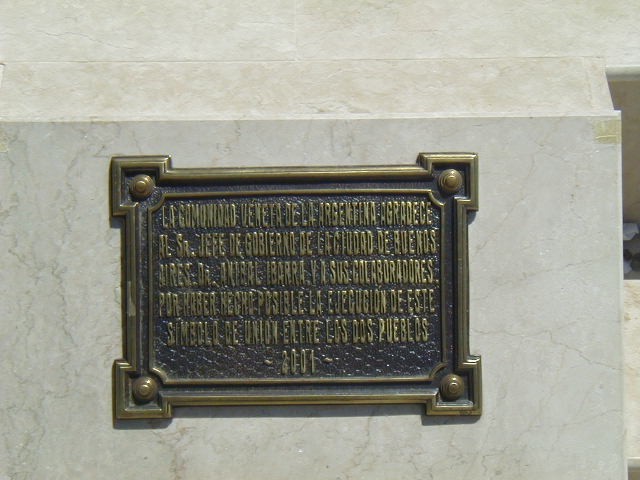 LA COMUNIDAD VENETA DE LA ARGENTINA AGRADECE
AL SR. JEFE DE GOBIERNO DE LA CIUDAD DE BUENOS
AIRES, DR. ANIBAL IBARRA Y A SUS COLABORADORES,
POR HABER HECHO POSIBLE LA EJECUCION DE ESTE
SIMBOLO DE UNION ENTRE LOS DOS PUEBLOS
- 2001 -